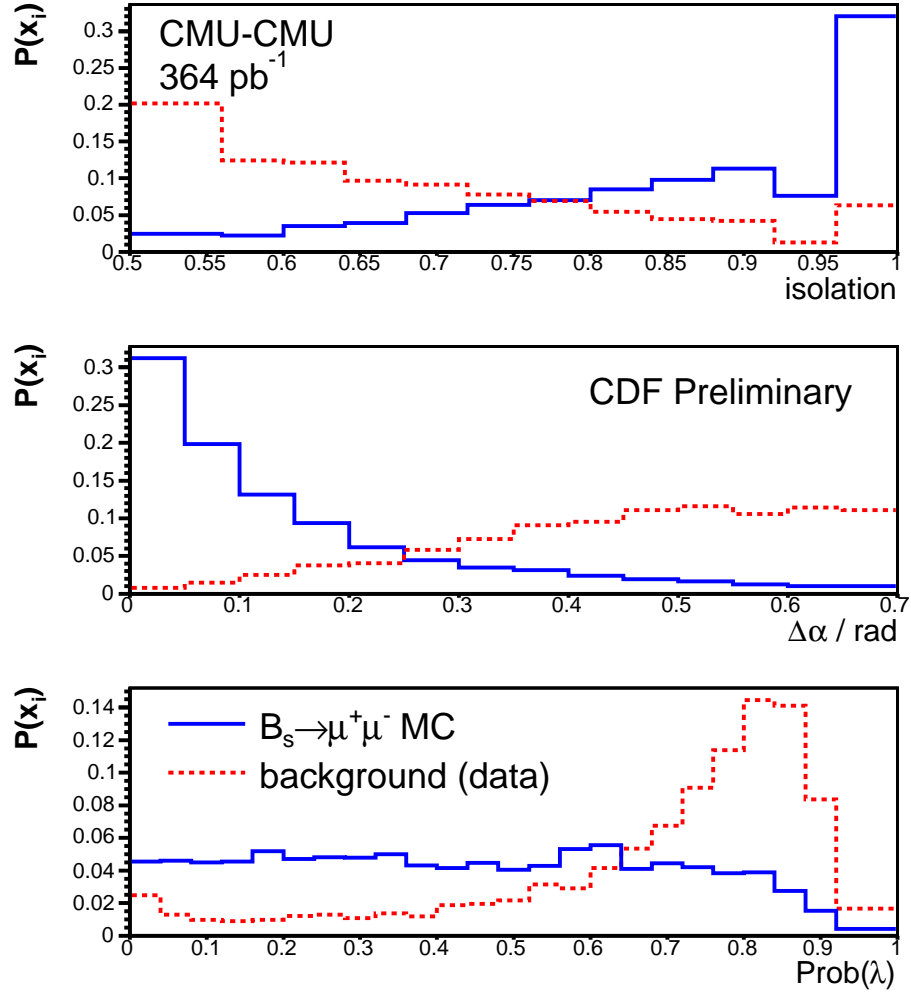 P(xᵢ)
CMU-CMU
364 pb⁻¹
0.3
0.25
0.2
0.15
0.1
0.05
0
0.5 0.55 0.6 0.65 0.7 0.75 0.8 0.85 0.9 0.95 1
isolation
P(xᵢ)
CDF Preliminary
0.3
0.25
0.2
0.15
0.1
0.05
0
0 0.1 0.2 0.3 0.4 0.5 0.6 0.7
Δα / rad
P(xᵢ)
Bₛ→μ⁺μ⁻ MC
background (data)
0.14
0.12
0.1
0.08
0.06
0.04
0.02
0
0 0.1 0.2 0.3 0.4 0.5 0.6 0.7 0.8 0.9 1
Prob(λ)